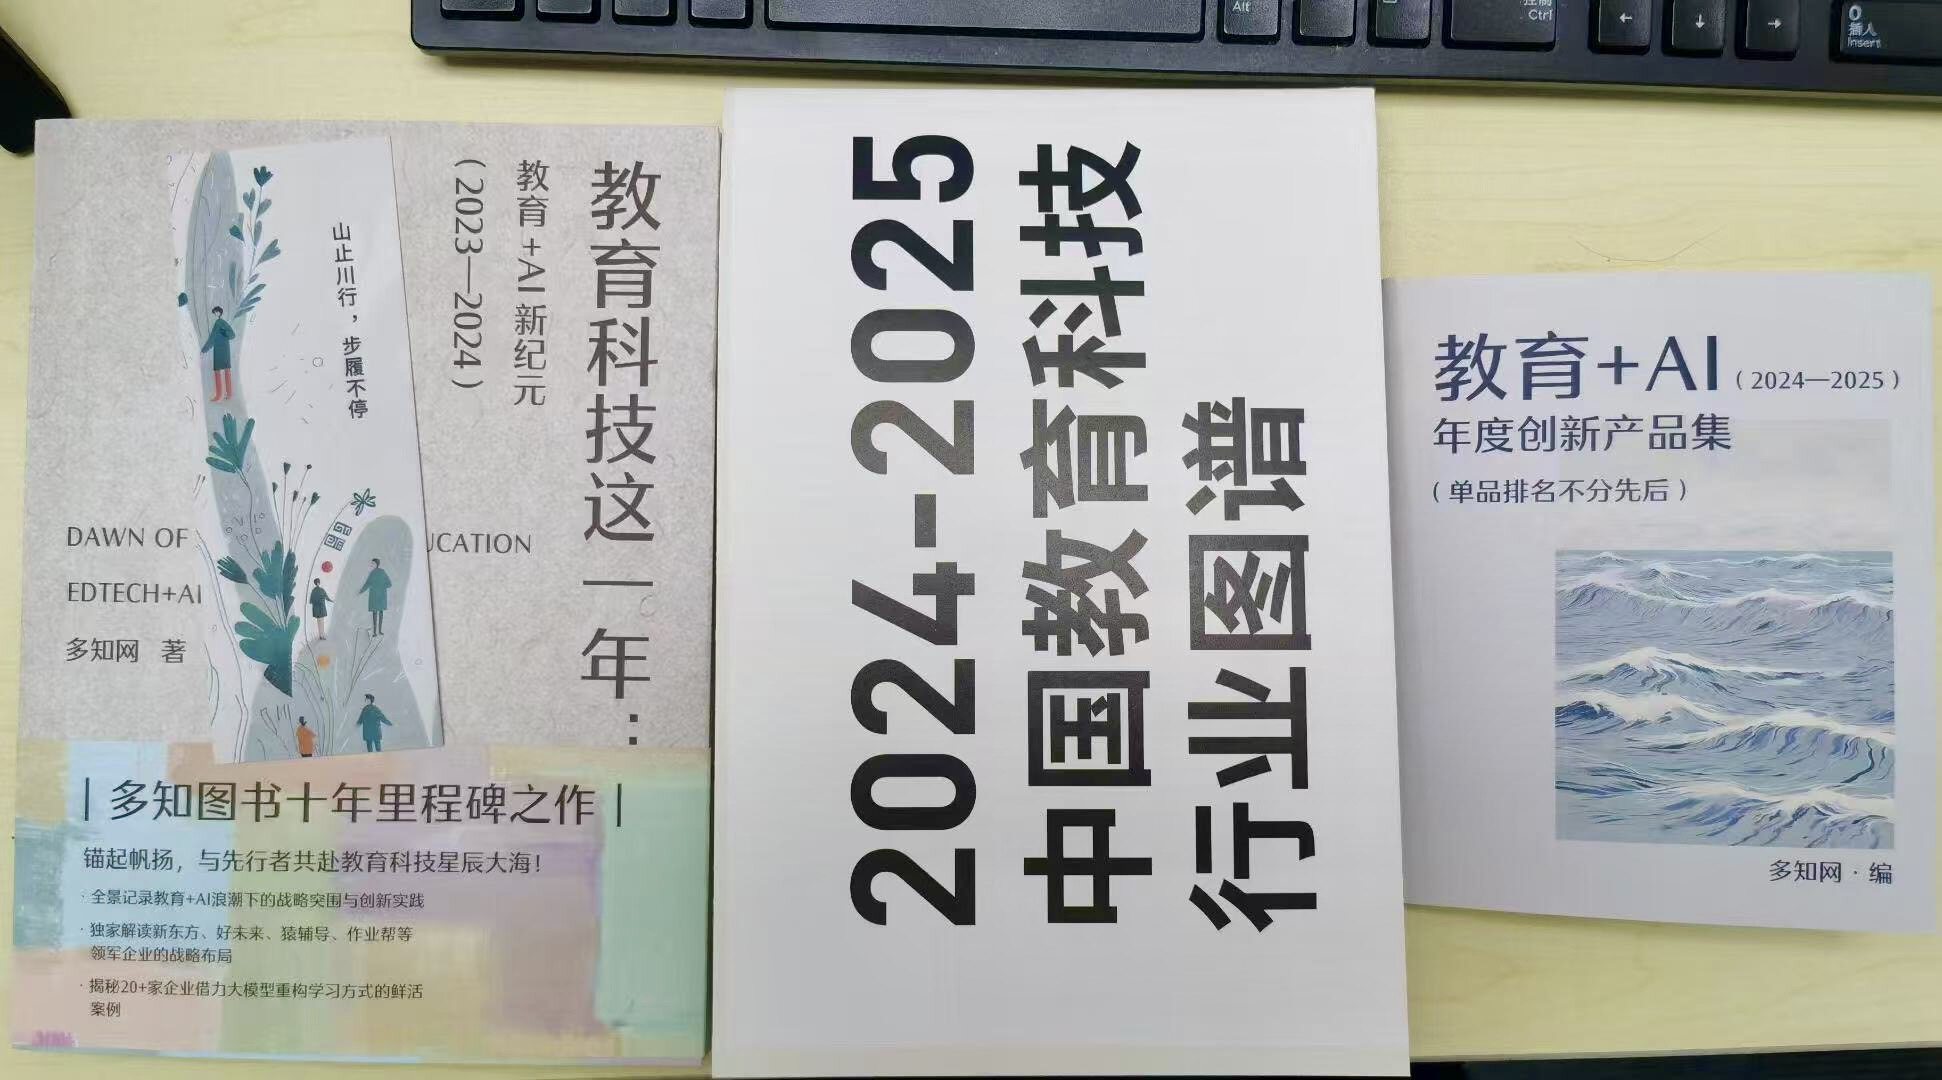 Alt
控制
Ctrl
←
↓
→
0
插入
Insert
教育科技这一年：
教育+AI新纪元
（2023—2024）
山止川行，步履不停
DAWN OF
UCATION
EDTECH+AI
多知网 著
|多知图书十年里程碑之作|
锚起帆扬，与先行者共赴教育科技星辰大海！
·全景记录教育+AI浪潮下的战略突围与创新实践
·独家解读新东方、好未来、猿辅导、作业帮等
领军企业的战略布局
·揭秘20+家企业借力大模型重构学习方式的鲜活
案例
2024-2025
中国教育科技
行业图谱
教育+AI（2024—2025）
年度创新产品集
（单品排名不分先后）
多知网·编